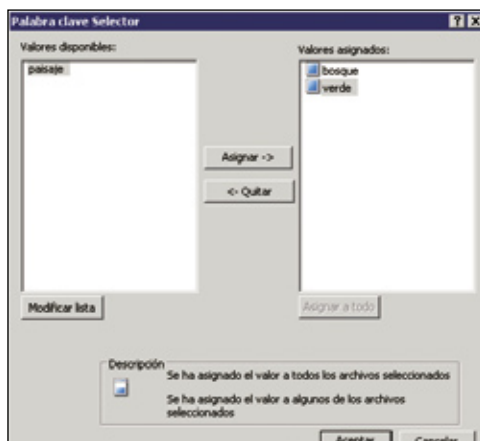 Palabra clave Selector
Valores disponibles:
Valores asignados:
paisaje
bosque
verde
Asignar ->
<- Quitar
Modificar lista
Asignar a todo
Descripción
Se ha asignado el valor a todos los archivos seleccionados
Se ha asignado el valor a algunos de los archivos
seleccionados
Aceptar
Cancelar